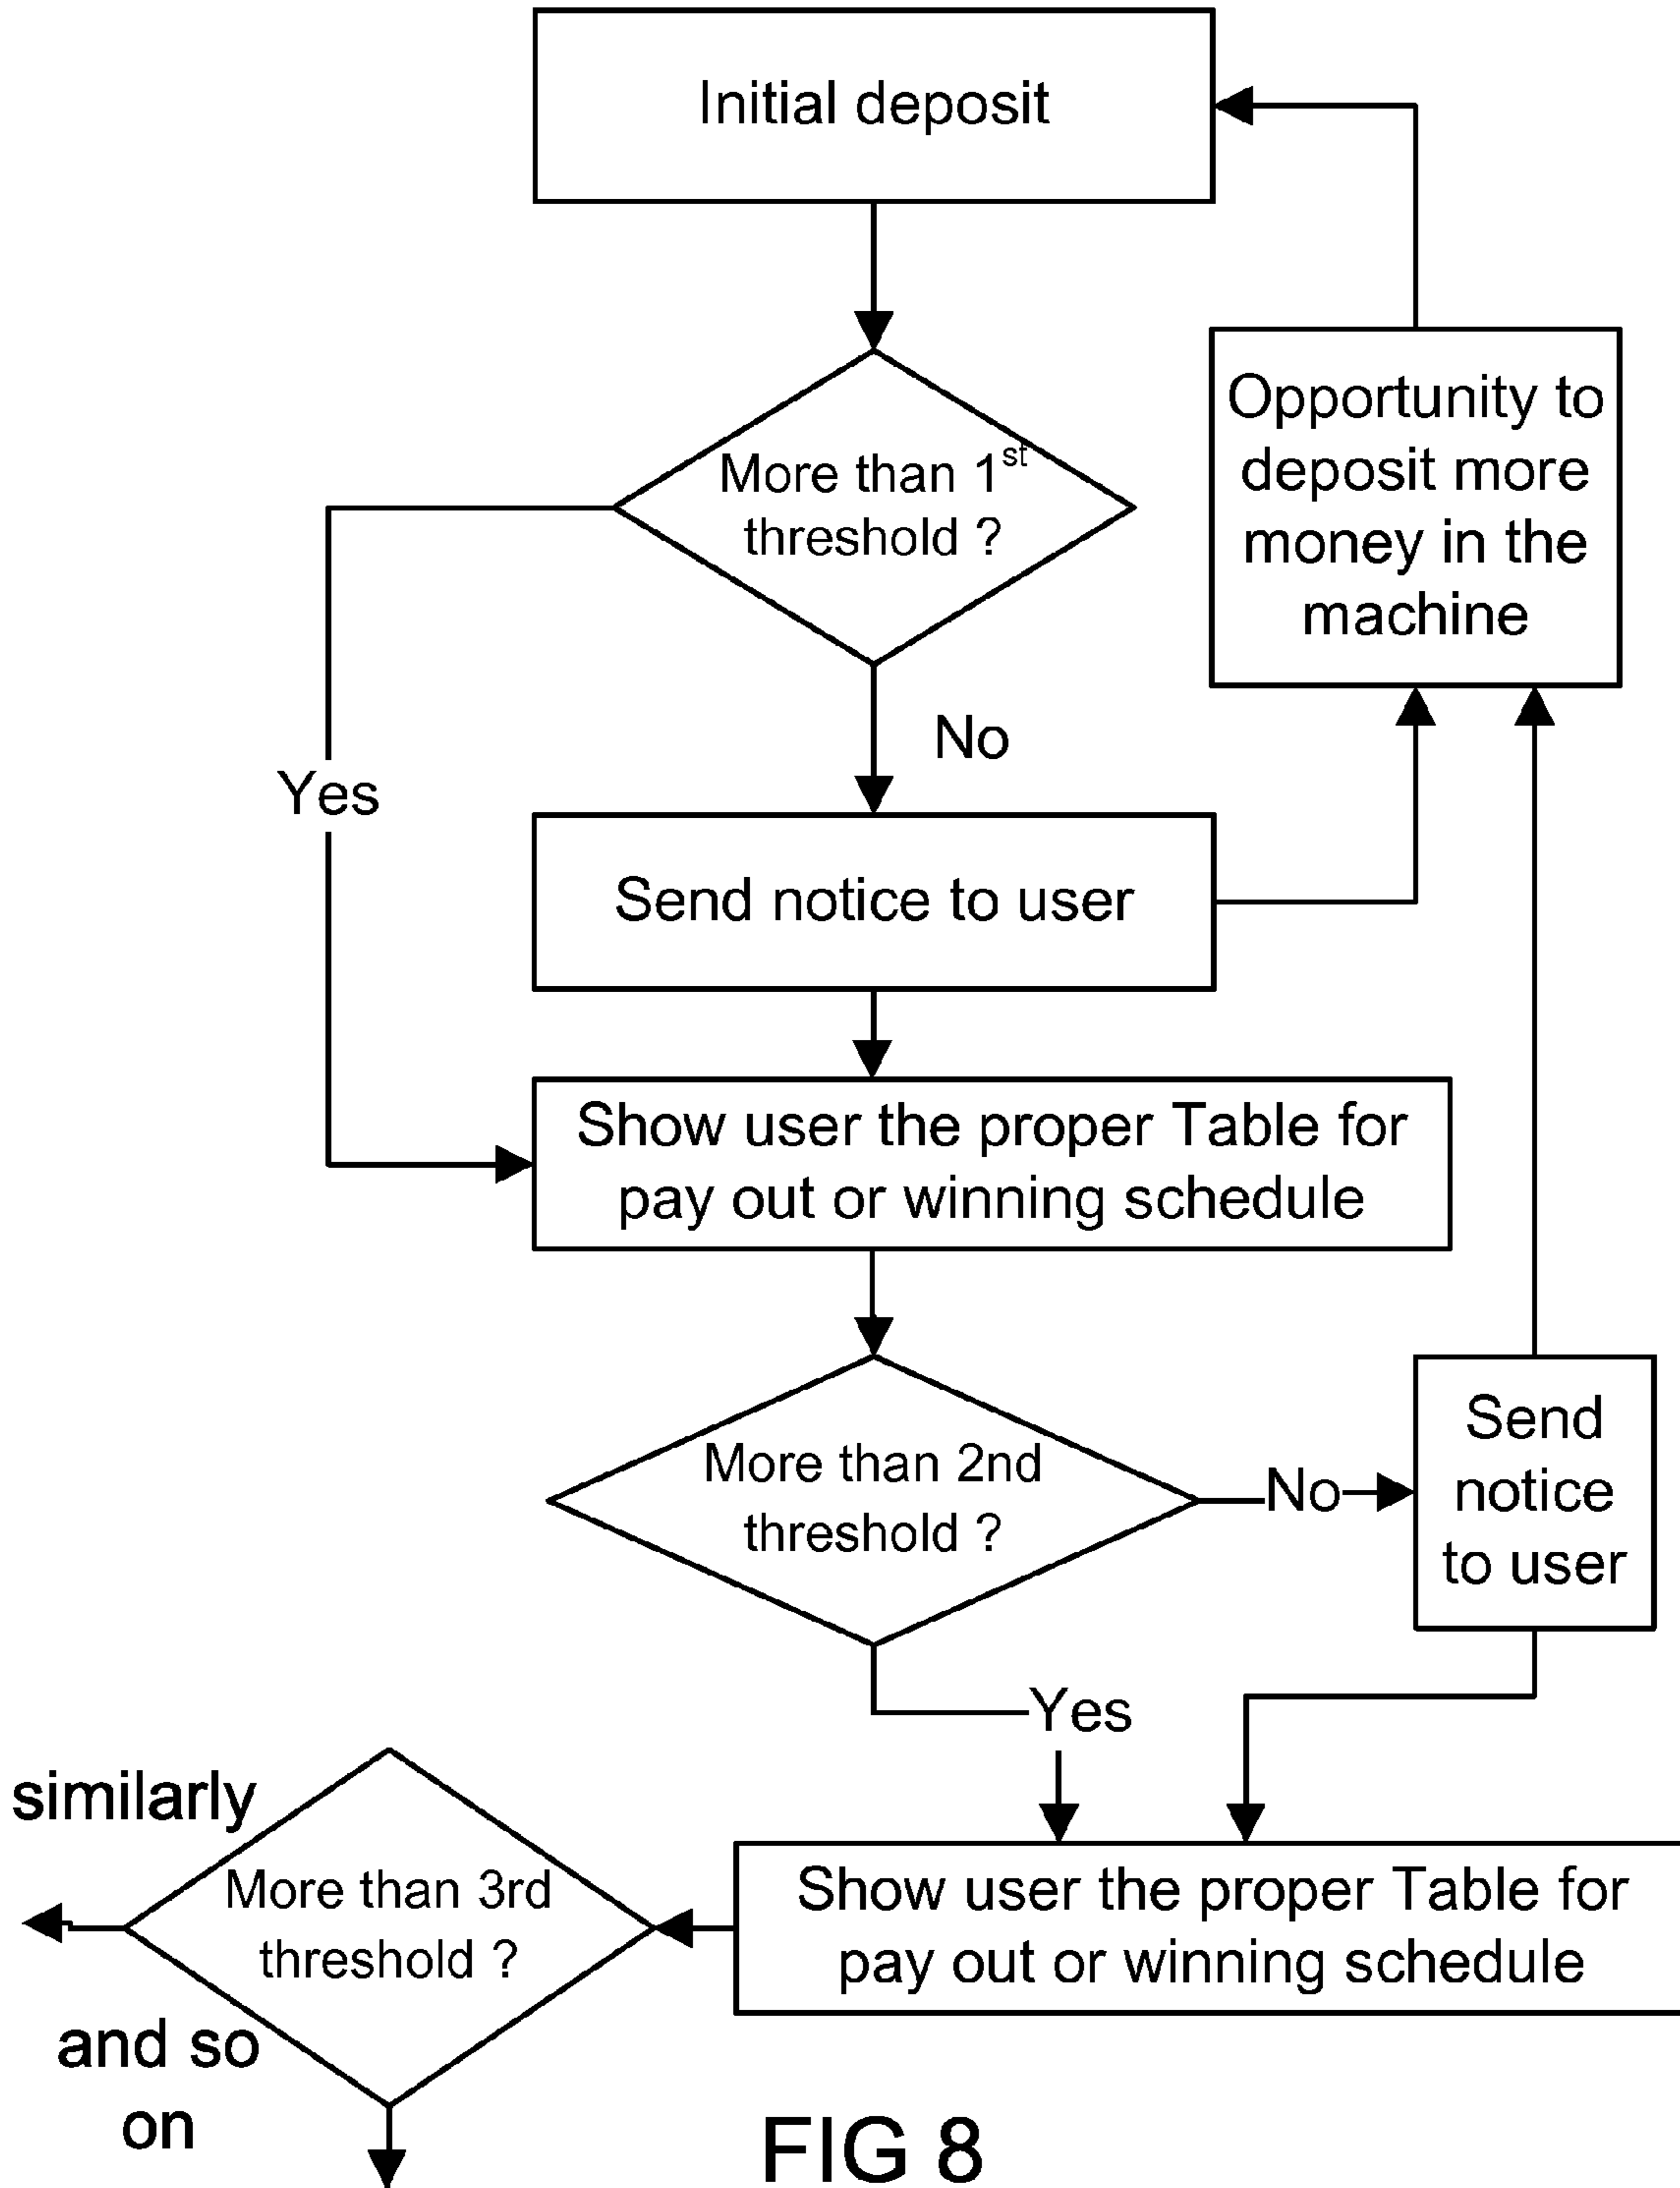 Initial deposit
More than 1st
threshold ?
Opportunity to
deposit more
money in the
machine
No
Yes
Send notice to user
Show user the proper Table for
pay out or winning schedule
More than 2nd
threshold ?
No
Send
notice
to user
Yes
similarly
More than 3rd
threshold ?
Show user the proper Table for
pay out or winning schedule
and so
on
FIG 8